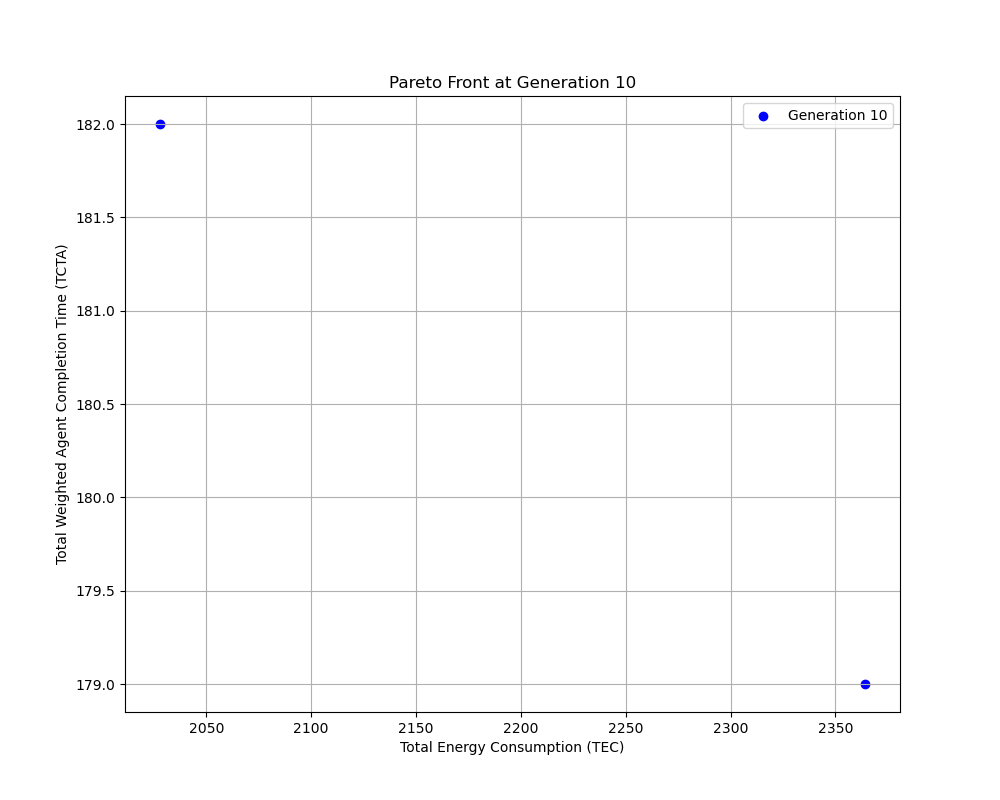 Pareto Front at Generation 10
Generation 10
Total Weighted Agent Completion Time (TCTA)
182.0
181.5
181.0
180.5
180.0
179.5
179.0
2050 2100 2150 2200 2250 2300 2350
Total Energy Consumption (TEC)